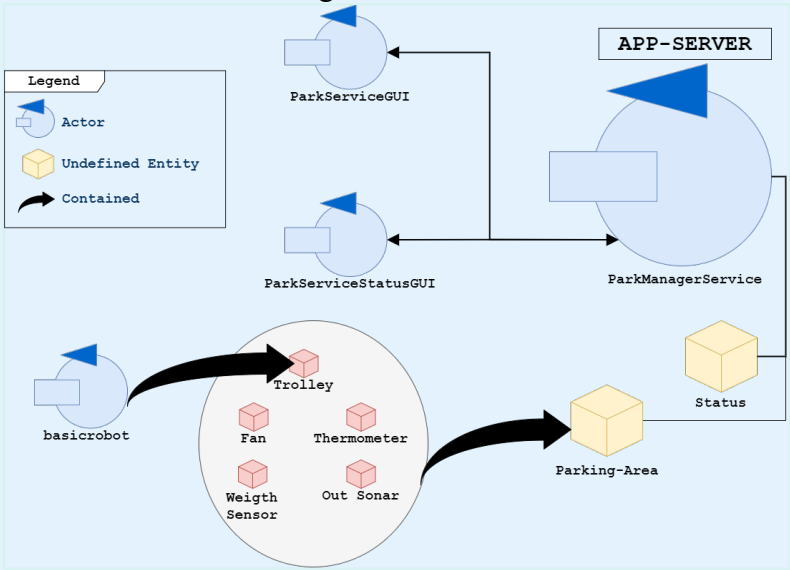 APP-SERVER
Legend
Actor
Undefined Entity
Contained
ParkServiceGUI
ParkServiceStatusGUI
ParkManagerService
Status
Trolley
basicrobot
Fan
Thermometer
Weigth
Sensor
Out Sonar
Parking-Area